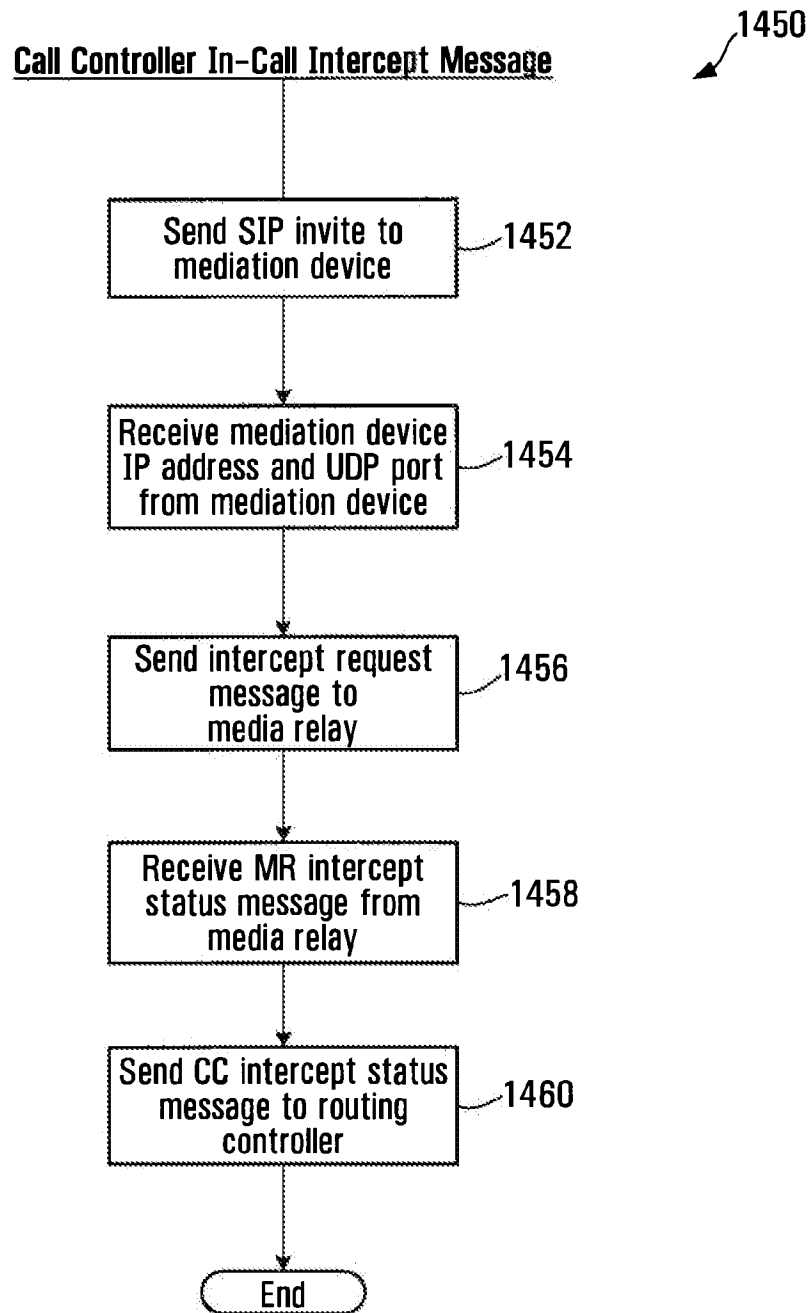 1450
Call Controller In-Call Intercept Message
Send SIP invite to
mediation device
1452
Receive mediation device
IP address and UDP port
from mediation device
1454
Send intercept request
message to
media relay
1456
Receive MR intercept
status message from
media relay
1458
Send CC intercept status
message to routing
controller
1460
End